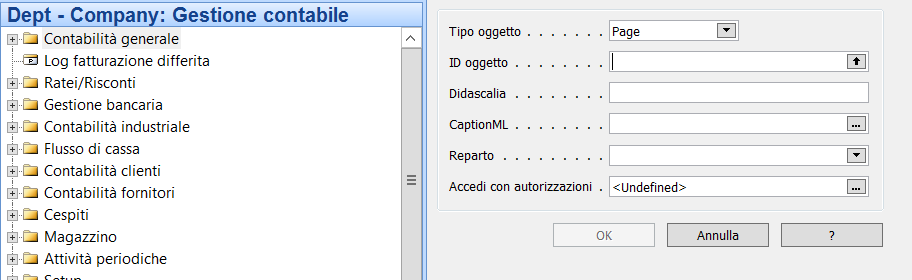 Dept - Company: Gestione contabile
Contabilità generale
Log fatturazione differita
Ratei/Risconti
Gestione bancaria
Contabilità industriale
Flusso di cassa
Contabilità clienti
Contabilità fornitori
Cespiti
Magazzino
Attività periodiche
Setup
Tipo oggetto . . . . . . . Page
ID oggetto . . . . . . . .
Didascalia . . . . . . . .
CaptionML . . . . . . . .
...
Reparto . . . . . . . . . .
Accedi con autorizzazioni . <Undefined> ...
OK Annulla ?